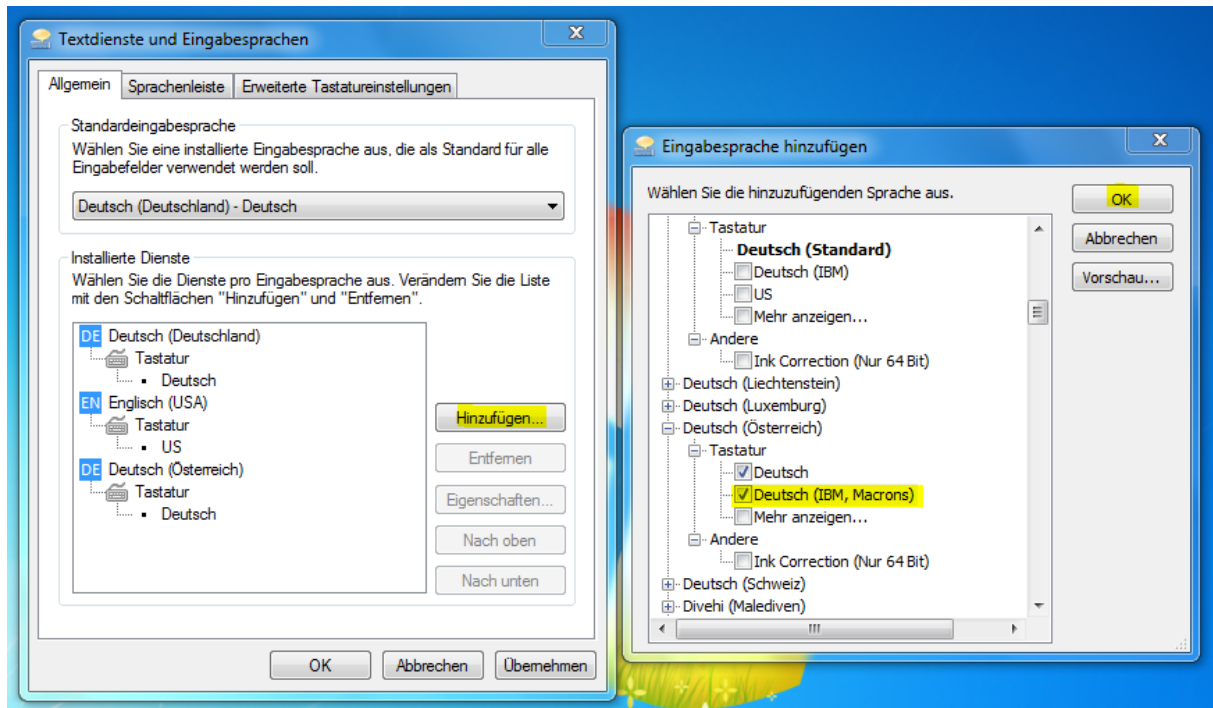 Textdienste und Eingabesprachen
Allgemein Sprachenleiste Erweiterte Tastatureinstellungen
Standardeingabesprache
Wählen Sie eine installierte Eingabesprache aus, die als Standard für alle
Eingabefelder verwendet werden soll.
Deutsch (Deutschland) - Deutsch
Installierte Dienste
Wählen Sie die Dienste pro Eingabesprache aus. Verändern Sie die Liste
mit den Schaltflächen "Hinzufügen" und "Entfernen".
DE Deutsch (Deutschland)
Tastatur
Deutsch
EN Englisch (USA)
Tastatur
US
DE Deutsch (Österreich)
Tastatur
Deutsch
Hinzufügen...
Entfernen
Eigenschaften...
Nach oben
Nach unten
OK Abbrechen Übernehmen
Eingabesprache hinzufügen
Wählen Sie die hinzuzufügenden Sprache aus.
Tastatur
Deutsch (Standard)
Deutsch (IBM)
US
Mehr anzeigen...
Andere
Ink Correction (Nur 64 Bit)
Deutsch (Liechtenstein)
Deutsch (Luxemburg)
Deutsch (Österreich)
Tastatur
Deutsch
Deutsch (IBM, Macrons)
Mehr anzeigen...
Andere
Ink Correction (Nur 64 Bit)
Deutsch (Schweiz)
Divehi (Malediven)
OK
Abbrechen
Vorschau...